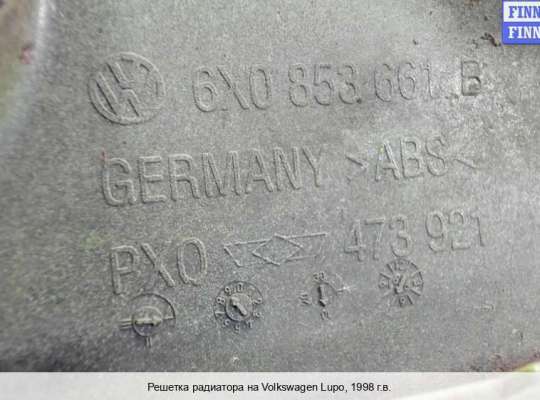 FINN
FINN
6X0 853 661 B
GERMANY >ABS<
PXO 473 921
Решетка радиатора на Volkswagen Lupo, 1998 г.в.